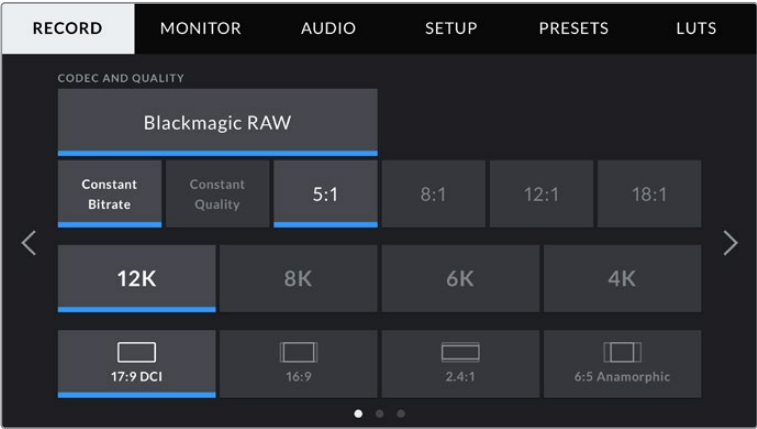 RECORD MONITOR AUDIO SETUP PRESETS LUTS
CODEC AND QUALITY
Blackmagic RAW
Constant Bitrate Constant Quality 5:1 8:1 12:1 18:1
12K 8K 6K 4K
17:9 DCI 16:9 2.4:1 6:5 Anamorphic